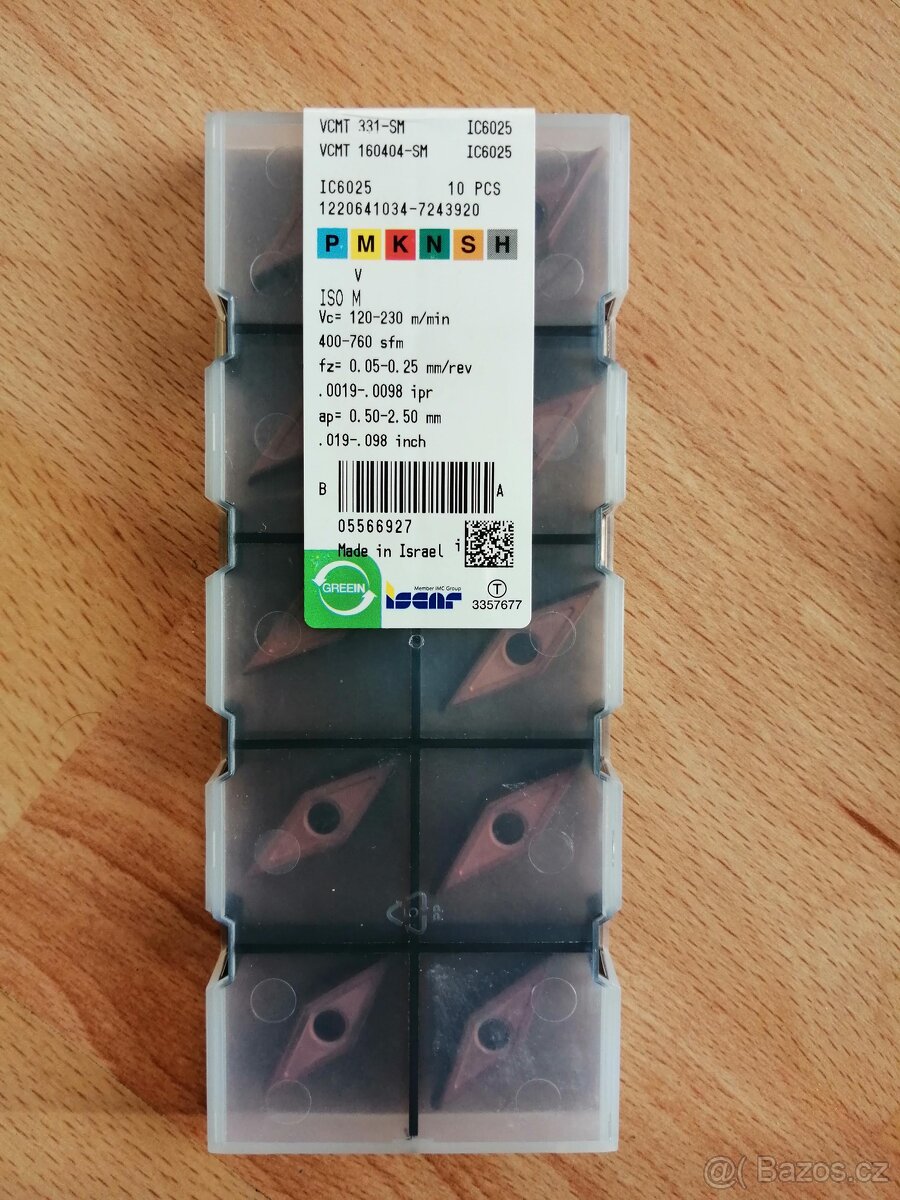 VCMT 331-SM IC6025
VCMT 160404-SM IC6025
IC6025 10 PCS
1220641034-7243920
P M K N S H
V
ISO M
Vc= 120-230 m/min
400-760 sfm
fz= 0.05-0.25 mm/rev
.0019-.0098 ipr
ap= 0.50-2.50 mm
.019-.098 inch
B A
05566927
Made in Israel i
GREEIN
Member IMC Group
iscar
T
3357677
PP
@( Bazos.cz